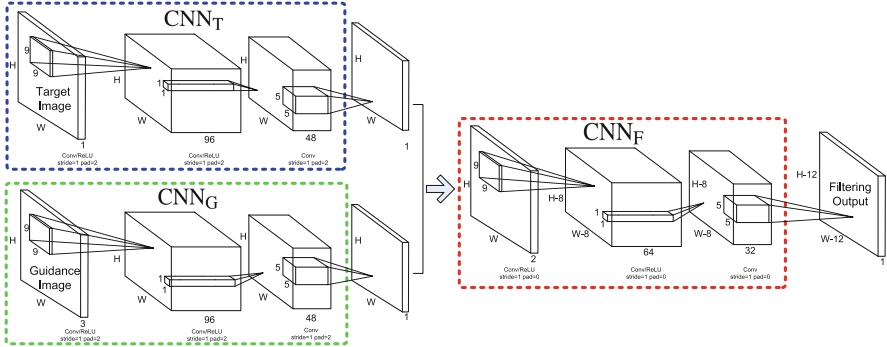 CNN_T
9
9
H
Target
Image
W
1
Conv/ReLU
stride=1 pad=2
H
W
1
1
96
Conv/ReLU
stride=1 pad=2
H
W
5
5
48
Conv
stride=1 pad=2
H
W
1
CNN_G
9
9
H
Guidance
Image
W
3
Conv/ReLU
stride=1 pad=2
H
W
1
1
96
Conv/ReLU
stride=1 pad=2
H
W
5
5
48
Conv
stride=1 pad=2
H
W
1
CNN_F
9
9
H
W
2
Conv/ReLU
stride=1 pad=0
H-8
W-8
1
1
64
Conv/ReLU
stride=1 pad=0
H-8
W-8
5
5
32
Conv
stride=1 pad=0
H-12
Filtering
Output
W-12
1